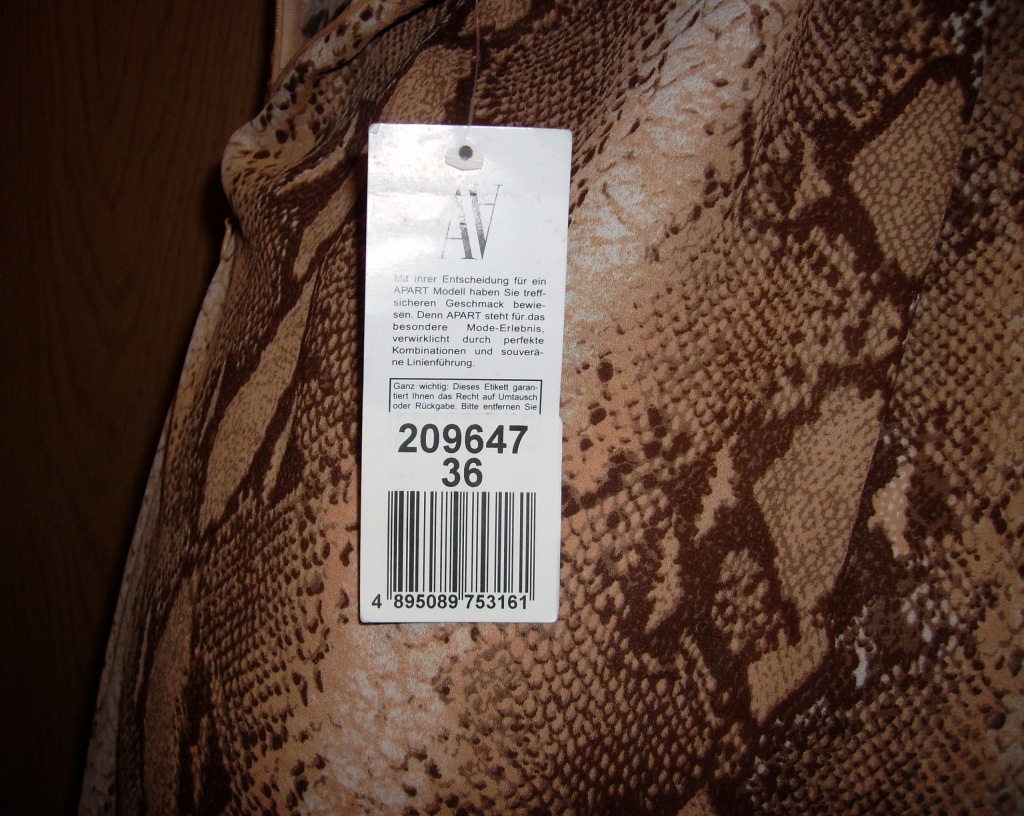 Mit Ihrer Entscheidung für ein
APART Modell haben Sie treff-
sicheren Geschmack bewie-
sen. Denn APART steht für das
besondere Mode-Erlebnis,
verwirklicht durch perfekte
Kombinationen und souverä-
ne Linienführung.
Ganz wichtig: Dieses Etikett garan-
tiert Ihnen das Recht auf Umtausch
oder Rückgabe. Bitte entfernen Sie
209647
36
4 895089 753161